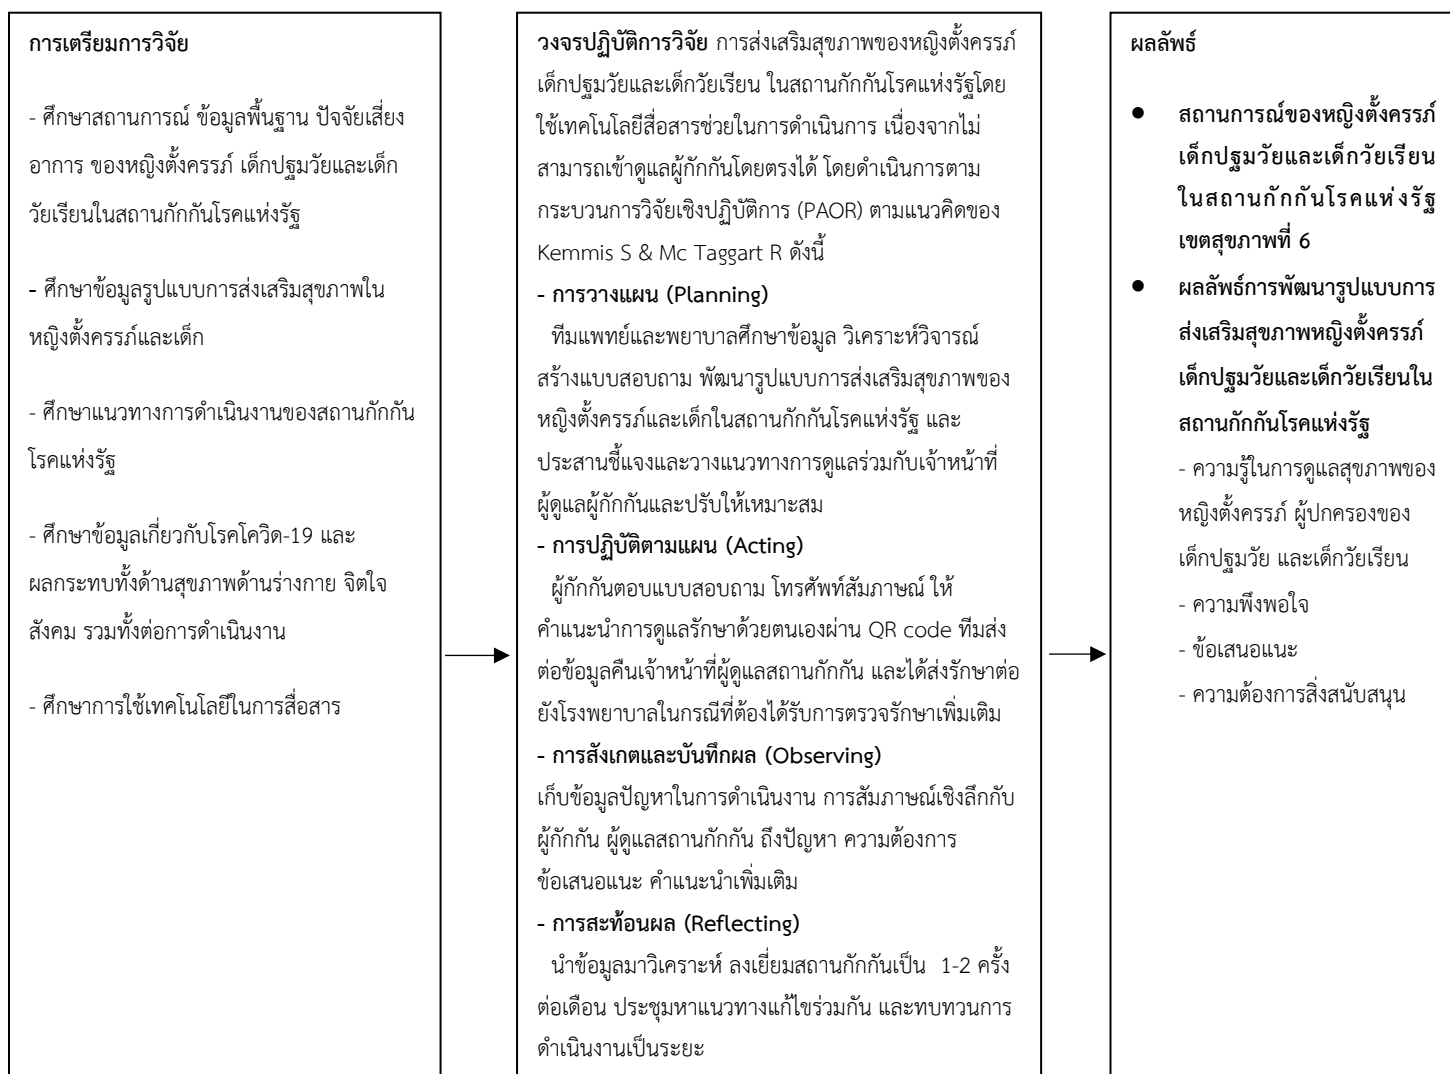 การเตรียมการวิจัย
- ศึกษาสถานการณ์ ข้อมูลพื้นฐาน ปัจจัยเสี่ยง
อาการ ของหญิงตั้งครรภ์ เด็กปฐมวัยและเด็ก
วัยเรียนในสถานกักกันโรคแห่งรัฐ
- ศึกษาข้อมูลรูปแบบการส่งเสริมสุขภาพใน
หญิงตั้งครรภ์และเด็ก
- ศึกษาแนวทางการดำเนินงานของสถานกักกัน
โรคแห่งรัฐ
- ศึกษาข้อมูลเกี่ยวกับโรคโควิด-19 และ
ผลกระทบทั้งด้านสุขภาพด้านร่างกาย จิตใจ
สังคม รวมทั้งต่อการดำเนินงาน
- ศึกษาการใช้เทคโนโลยีในการสื่อสาร
วงจรปฏิบัติการวิจัย การส่งเสริมสุขภาพของหญิงตั้งครรภ์
เด็กปฐมวัยและเด็กวัยเรียน ในสถานกักกันโรคแห่งรัฐโดย
ใช้เทคโนโลยีสื่อสารช่วยในการดำเนินการ เนื่องจากไม่
สามารถเข้าดูแลผู้กักกันโดยตรงได้ โดยดำเนินการตาม
กระบวนการวิจัยเชิงปฏิบัติการ (PAOR) ตามแนวคิดของ
Kemmis S & Mc Taggart R ดังนี้
- การวางแผน (Planning)
ทีมแพทย์และพยาบาลศึกษาข้อมูล วิเคราะห์วิจารณ์
สร้างแบบสอบถาม พัฒนารูปแบบการส่งเสริมสุขภาพของ
หญิงตั้งครรภ์และเด็กในสถานกักกันโรคแห่งรัฐ และ
ประสานชี้แจงและวางแนวทางการดูแลร่วมกับเจ้าหน้าที่
ผู้ดูแลผู้กักกันและปรับให้เหมาะสม
- การปฏิบัติตามแผน (Acting)
ผู้กักกันตอบแบบสอบถาม โทรศัพท์สัมภาษณ์ ให้
คำแนะนำการดูแลรักษาด้วยตนเองผ่าน QR code ทีมส่ง
ต่อข้อมูลคืนเจ้าหน้าที่ผู้ดูแลสถานกักกัน และได้ส่งรักษาต่อ
ยังโรงพยาบาลในกรณีที่ต้องได้รับการตรวจรักษาเพิ่มเติม
- การสังเกตและบันทึกผล (Observing)
เก็บข้อมูลปัญหาในการดำเนินงาน การสัมภาษณ์เชิงลึกกับ
ผู้กักกัน ผู้ดูแลสถานกักกัน ถึงปัญหา ความต้องการ
ข้อเสนอแนะ คำแนะนำเพิ่มเติม
- การสะท้อนผล (Reflecting)
นำข้อมูลมาวิเคราะห์ ลงเยี่ยมสถานกักกันเป็น 1-2 ครั้ง
ต่อเดือน ประชุมหาแนวทางแก้ไขร่วมกัน และทบทวนการ
ดำเนินงานเป็นระยะ
ผลลัพธ์
● สถานการณ์ของหญิงตั้งครรภ์
เด็กปฐมวัยและเด็กวัยเรียน
ในสถานกักกันโรคแห่งรัฐ
เขตสุขภาพที่ 6
● ผลลัพธ์การพัฒนารูปแบบการ
ส่งเสริมสุขภาพหญิงตั้งครรภ์
เด็กปฐมวัยและเด็กวัยเรียนใน
สถานกักกันโรคแห่งรัฐ
- ความรู้ในการดูแลสุขภาพของ
หญิงตั้งครรภ์ ผู้ปกครองของ
เด็กปฐมวัย และเด็กวัยเรียน
- ความพึงพอใจ
- ข้อเสนอแนะ
- ความต้องการสิ่งสนับสนุน